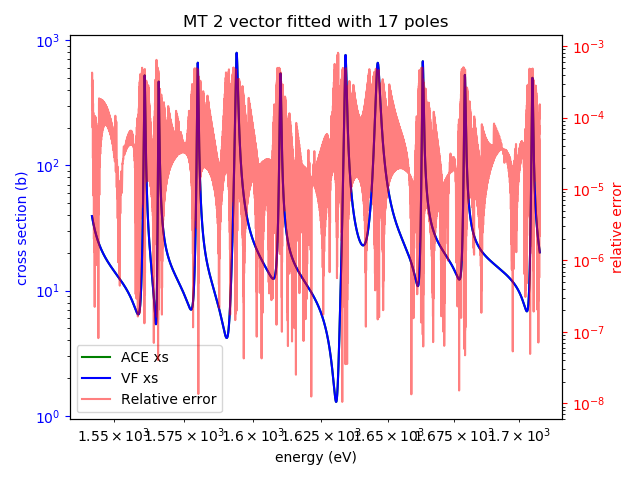 MT 2 vector fitted with 17 poles
10³
10²
10¹
10⁰
cross section (b)
10⁻³
10⁻⁴
10⁻⁵
10⁻⁶
10⁻⁷
10⁻⁸
relative error
ACE xs
VF xs
Relative error
1.55 × 10³ 1.575 × 10³ 1.6 × 10³ 1.625 × 10³ 1.65 × 10³ 1.675 × 10³ 1.7 × 10³
energy (eV)